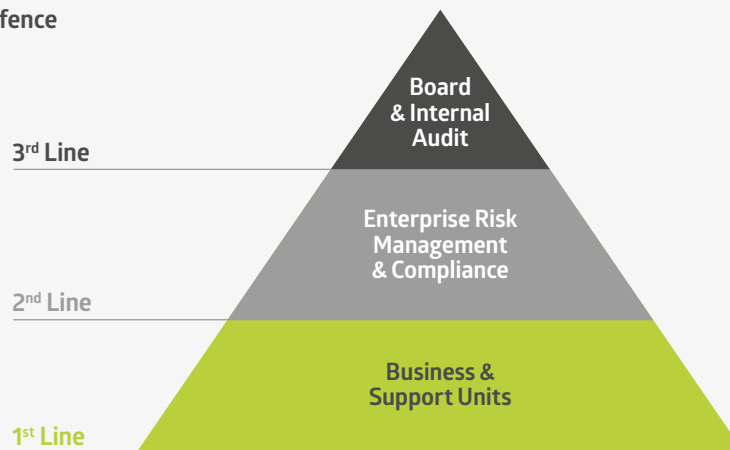 fence
Board
& Internal
Audit
3rd Line
Enterprise Risk
Management
& Compliance
2nd Line
Business &
Support Units
1st Line